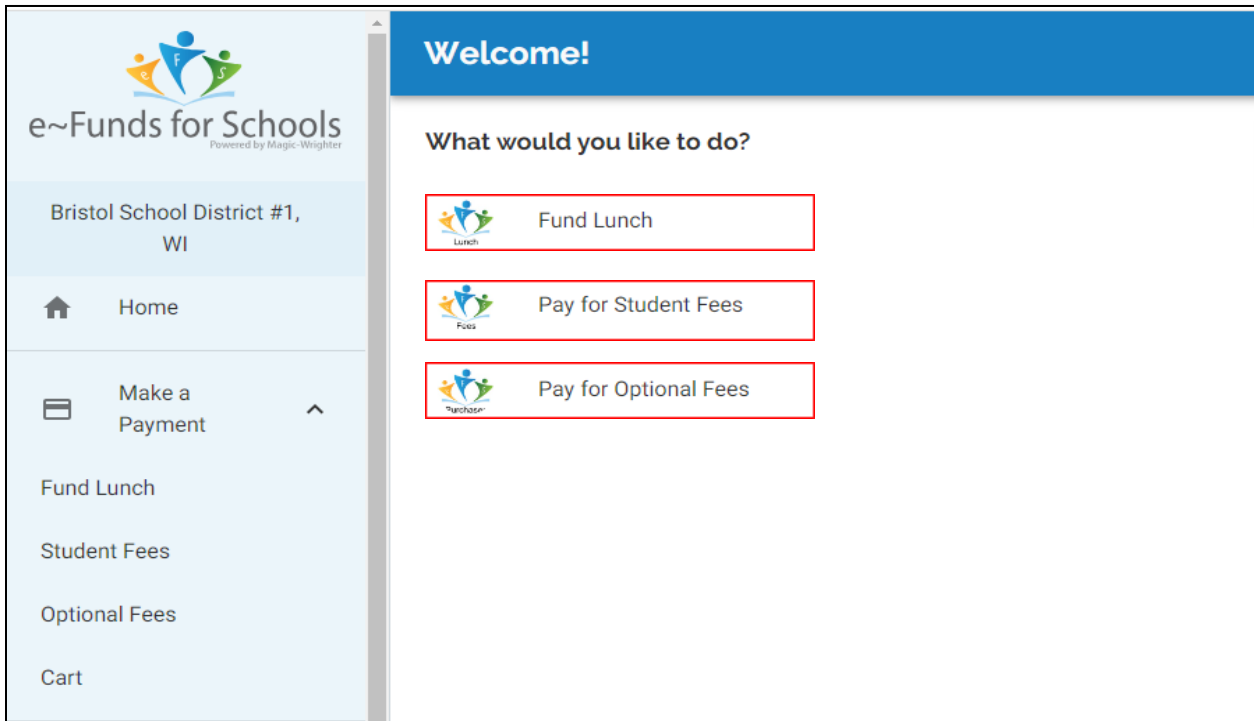 e F S
e~Funds for Schools
Powered by Magic-Wrighter
Bristol School District #1,
WI
Home
Make a
Payment
Fund Lunch
Student Fees
Optional Fees
Cart
Welcome!
What would you like to do?
Lunch
Fund Lunch
Fees
Pay for Student Fees
Purchases
Pay for Optional Fees